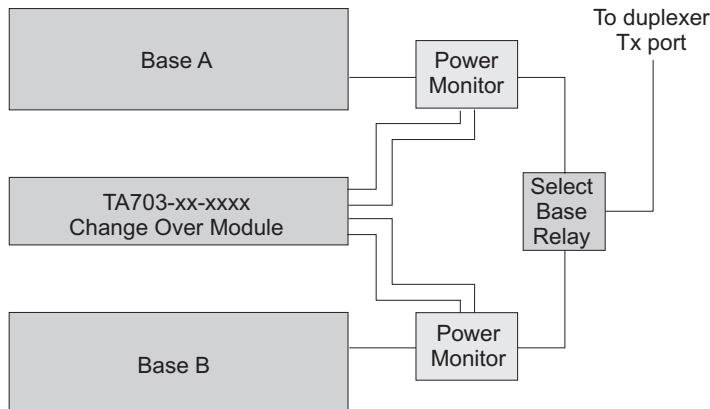 To duplexer
Tx port
Base A
Power
Monitor
TA703-xx-xxxx
Change Over Module
Select
Base
Relay
Base B
Power
Monitor